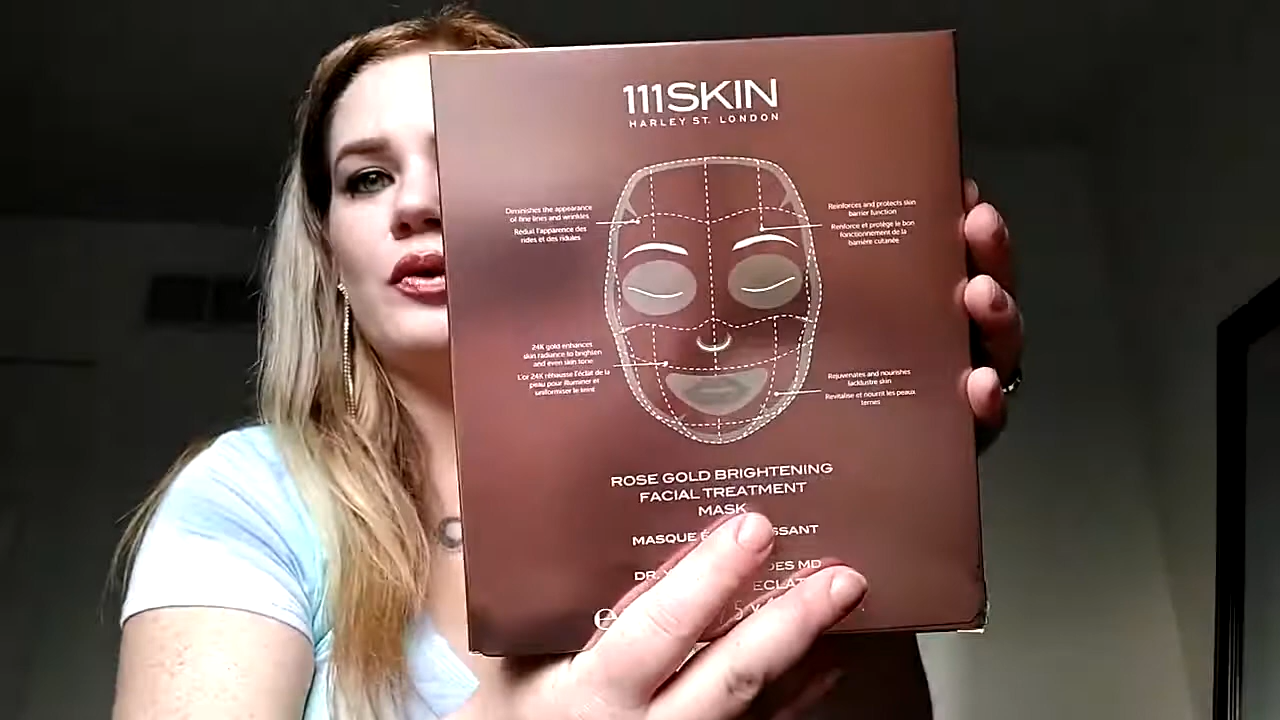 111SKIN
HARLEY ST. LONDON
Diminishes the appearance
of fine lines and wrinkles
Réduit l'apparence des
rides et des ridules
Reinforces and protects skin
barrier function
Renforce et protège le bon
fonctionnement de la
barrière cutanée
24K gold enhances
skin radiance to brighten
and even skin tone
L'or 24K réhausse l'éclat de la
peau pour illuminer et
uniformiser le teint
Rejuvenates and nourishes
lacklustre skin
Revitalise et nourrit les peaux
ternes
ROSE GOLD BRIGHTENING
FACIAL TREATMENT
MASK
MASQUE
DR. MD
e 5 x